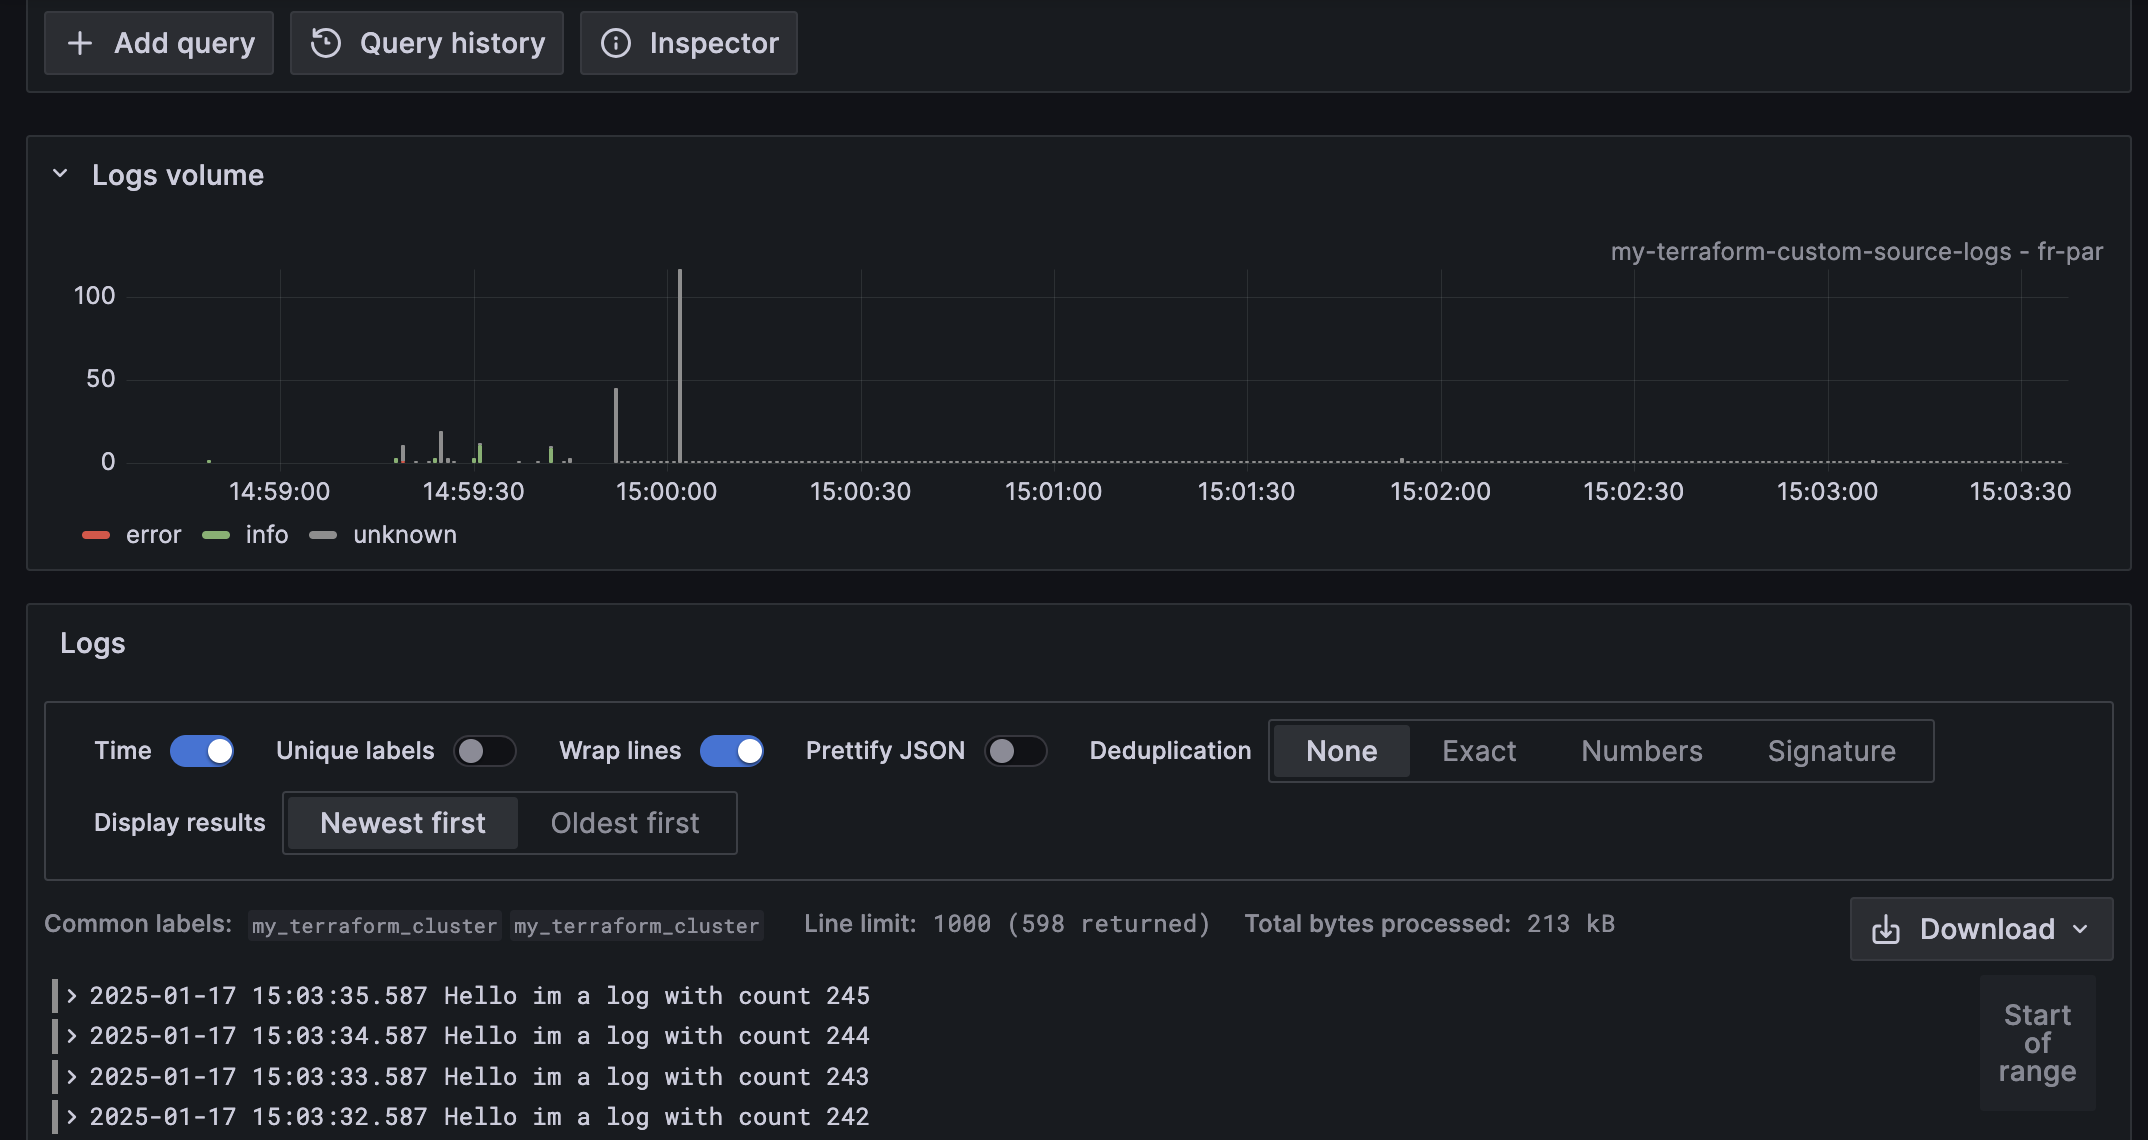 Add query Query history Inspector
Logs volume
my-terraform-custom-source-logs - fr-par
100
50
0
14:59:00 14:59:30 15:00:00 15:00:30 15:01:00 15:01:30 15:02:00 15:02:30 15:03:00 15:03:30
error info unknown
Logs
Time Unique labels Wrap lines Prettify JSON Deduplication None Exact Numbers Signature
Display results Newest first Oldest first
Common labels: my_terraform_cluster my_terraform_cluster Line limit: 1000 (598 returned) Total bytes processed: 213 kB Download
2025-01-17 15:03:35.587 Hello im a log with count 245
2025-01-17 15:03:34.587 Hello im a log with count 244
2025-01-17 15:03:33.587 Hello im a log with count 243
2025-01-17 15:03:32.587 Hello im a log with count 242
Start
of
range